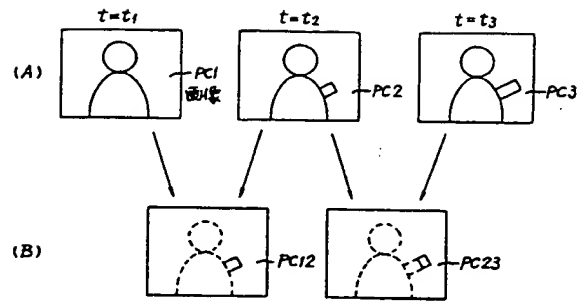 t=t1 t=t2 t=t3
(A) PC1 PC2 PC3
画像
(B) PC12 PC23